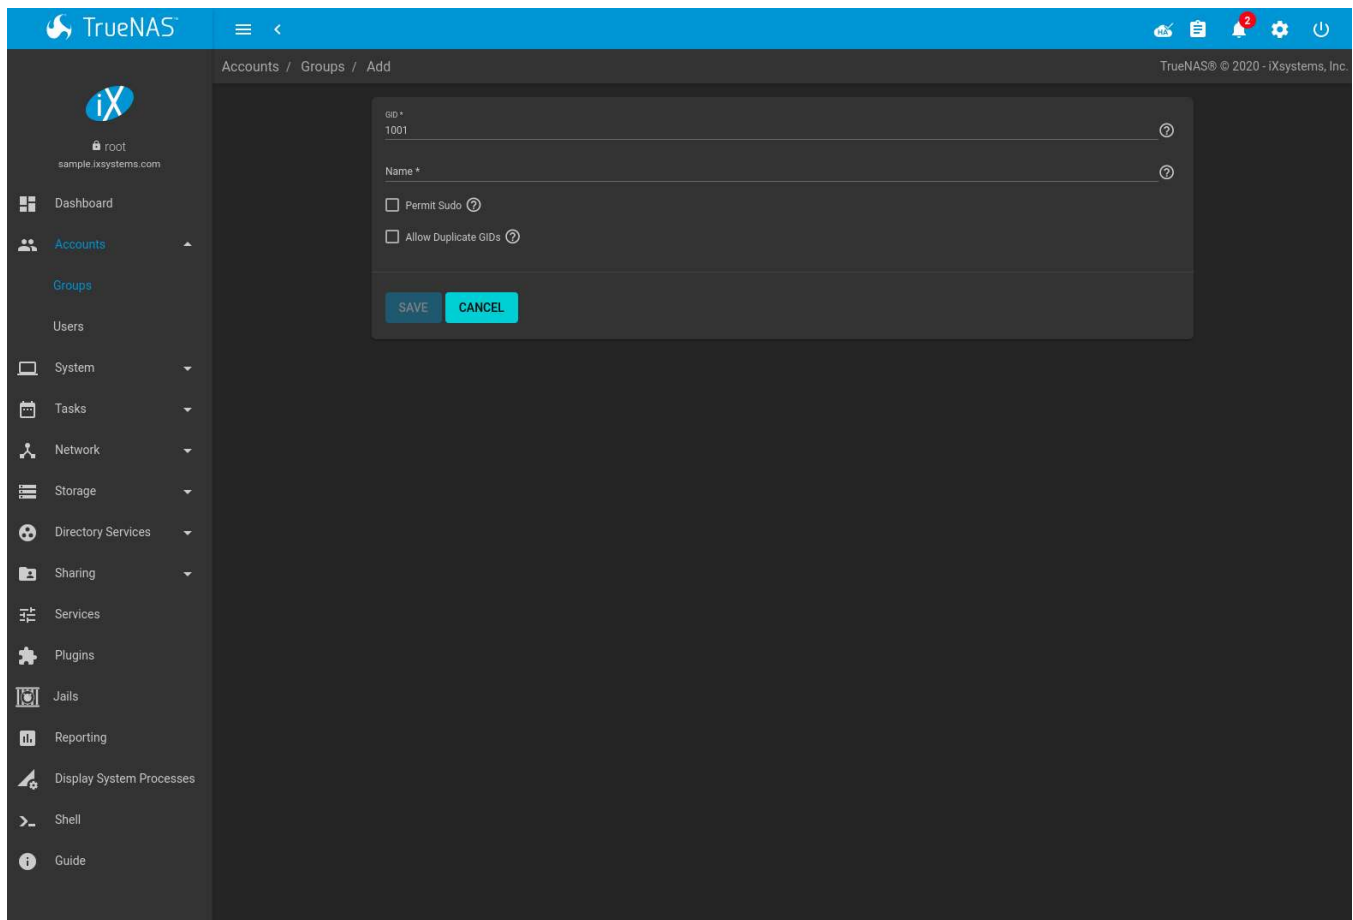 TrueNAS™
HA
2
Accounts / Groups / Add
TrueNAS® © 2020 - iXsystems, Inc.
iX
root
sample.ixsystems.com
Dashboard
Accounts
Groups
Users
System
Tasks
Network
Storage
Directory Services
Sharing
Services
Plugins
Jails
Reporting
Display System Processes
Shell
Guide
GID *
1001
Name *
Permit Sudo
Allow Duplicate GIDs
SAVE
CANCEL